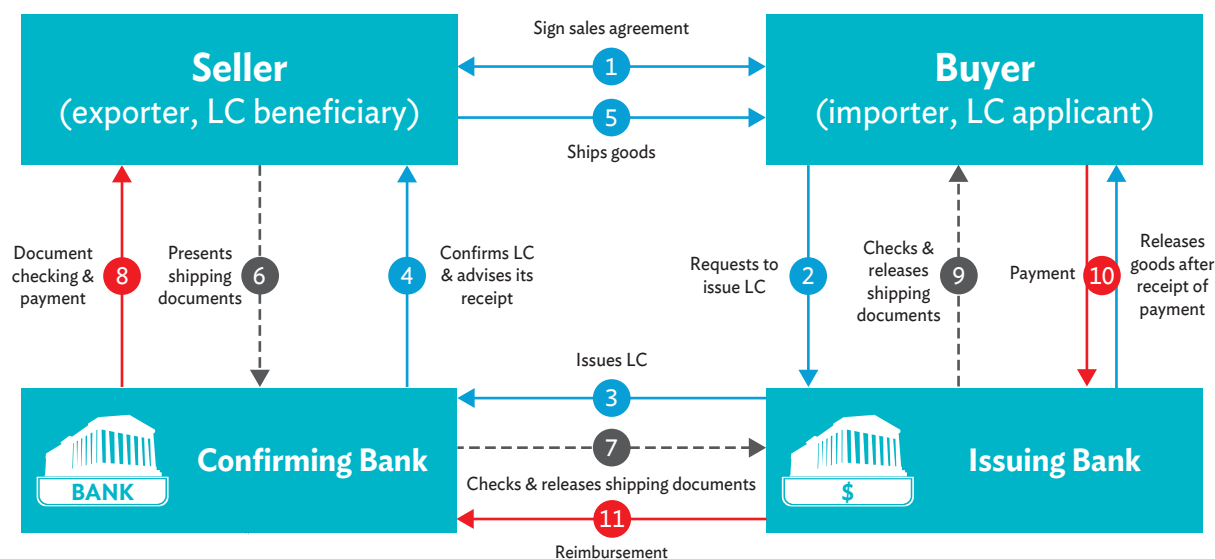 Sign sales agreement
1
Seller
(exporter, LC beneficiary)
Buyer
(importer, LC applicant)
5
Ships goods
Document
checking &
payment
8
Presents
shipping
documents
6
4
Confirms LC
& advises its
receipt
Requests to
issue LC
2
Checks &
releases
shipping
documents
9
Payment
10
Releases
goods after
receipt of
payment
Issues LC
3
7
Checks & releases shipping documents
11
Reimbursement
BANK
Confirming Bank
$
Issuing Bank